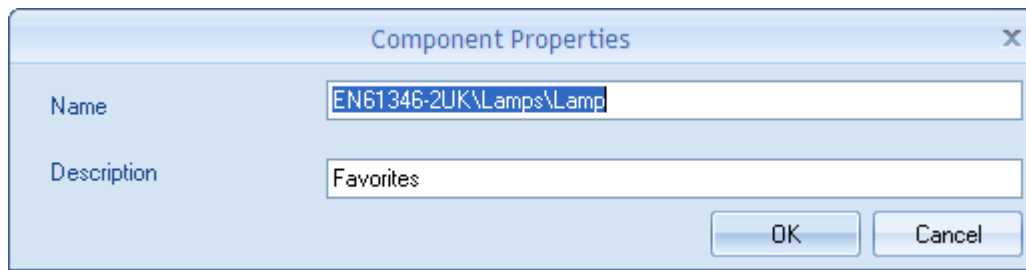 Component Properties
Name EN61346-2UK\Lamps\Lamp
Description Favorites
OK Cancel